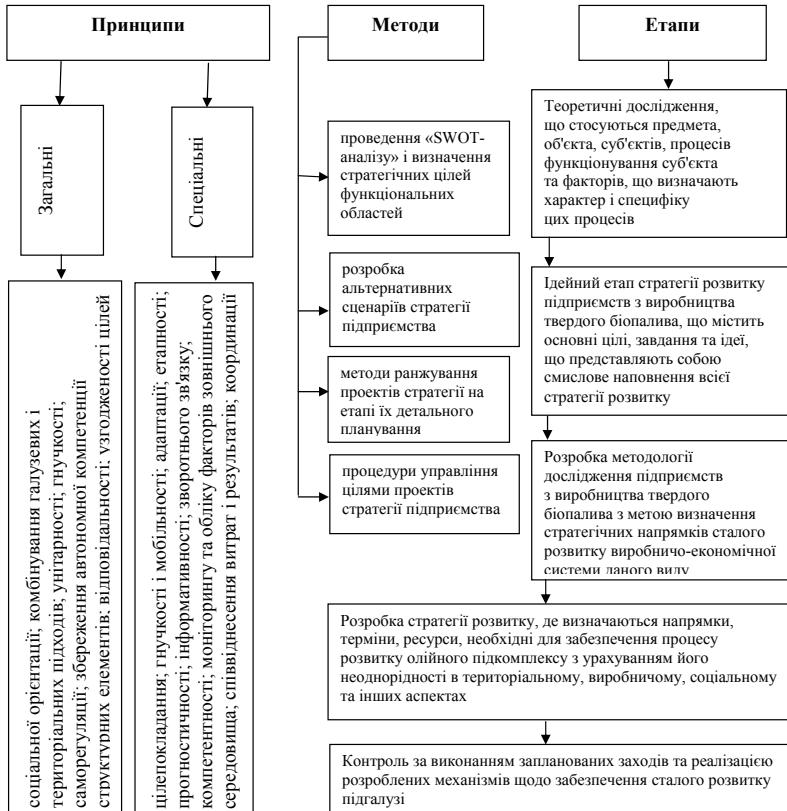 Принципи
Методи
Етапи
Загальні
Спеціальні
соціальної орієнтації; комбінування галузевих і
територіальних підходів; унітарності; гнучкості;
саморегуляції; збереження автономної компетенції
структурних елементів; відповідальності; узгодженості цілей
цілепокладання; гнучкості і мобільності; адаптації; етапності;
прогностичності; інформативності; зворотнього зв'язку;
компетентності; моніторингу та обліку факторів зовнішнього
середовища; співвіднесення витрат і результатів; координації
проведення «SWOT-
аналізу» і визначення
стратегічних цілей
функціональних
областей
розробка
альтернативних
сценаріїв стратегії
підприємства
методи ранжування
проектів стратегії на
етапі їх детального
планування
процедури управління
цілями проектів
стратегії підприємства
Теоретичні дослідження,
що стосуються предмета,
об'єкта, суб'єктів, процесів
функціонування суб'єкта
та факторів, що визначають
характер і специфіку
цих процесів
Ідейний етап стратегії розвитку
підприємств з виробництва
твердого біопалива, що містить
основні цілі, завдання та ідеї,
що представляють собою
смислове наповнення всієї
стратегії розвитку
Розробка методології
дослідження підприємств
з виробництва твердого
біопалива з метою визначення
стратегічних напрямків сталого
розвитку виробничо-економічної
системи даного виду
Розробка стратегії розвитку, де визначаються напрямки,
терміни, ресурси, необхідні для забезпечення процесу
розвитку олійного підкомплексу з урахуванням його
неоднорідності в територіальному, виробничому, соціальному
та інших аспектах
Контроль за виконанням запланованих заходів та реалізацією
розроблених механізмів щодо забезпечення сталого розвитку
підгалузі